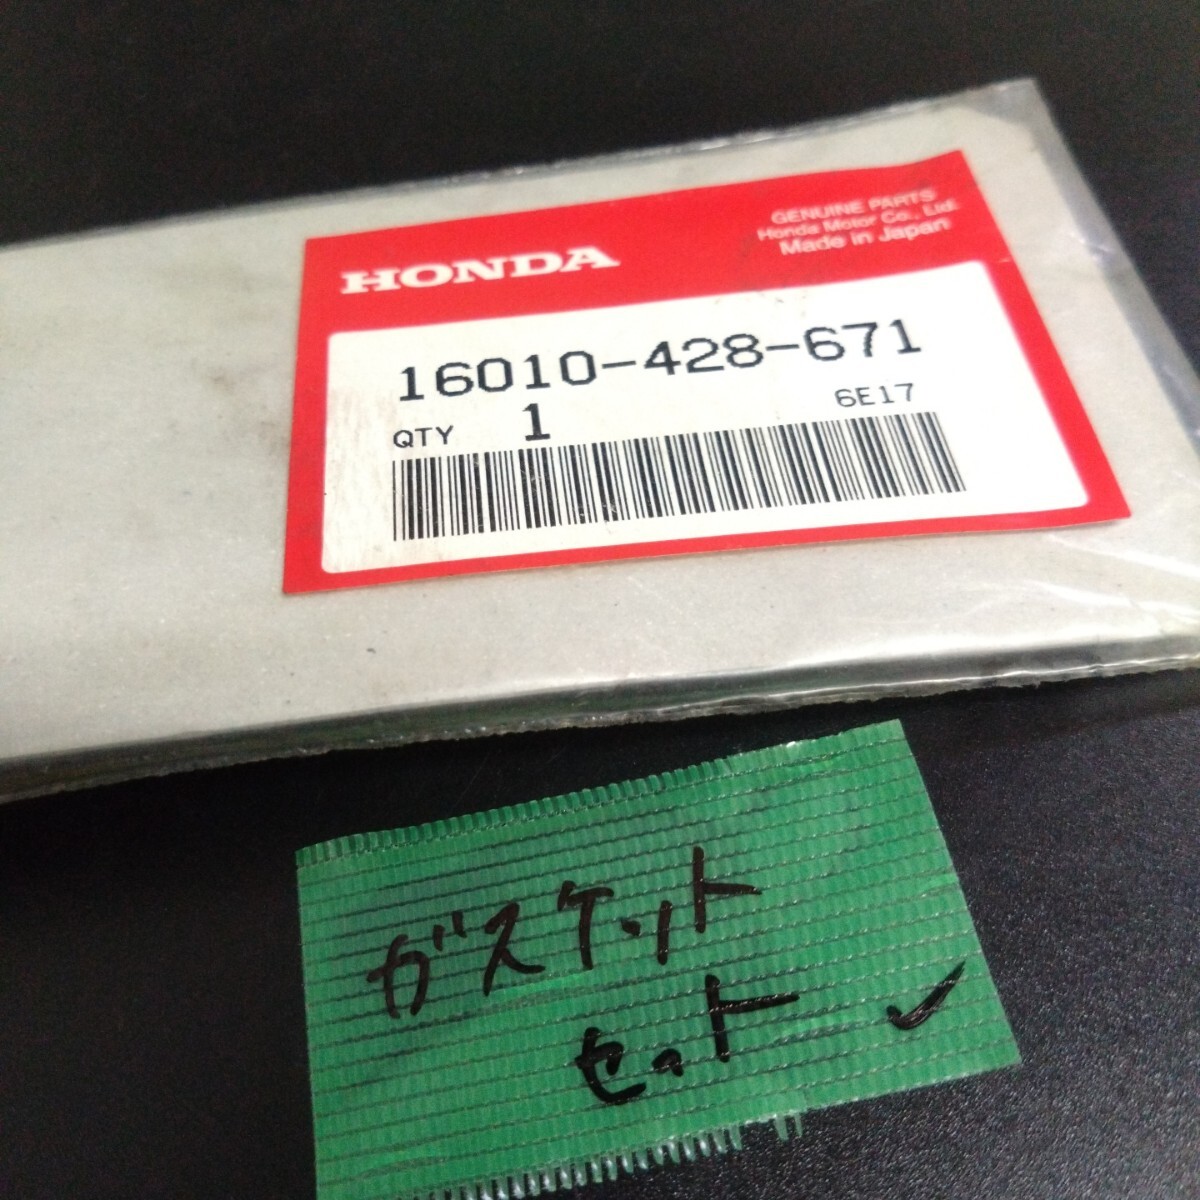 HONDA
GENUINE PARTS
Honda Motor Co., Ltd.
Made in Japan
16010-428-671
QTY 1 6E17
ガスケット
セット ✓